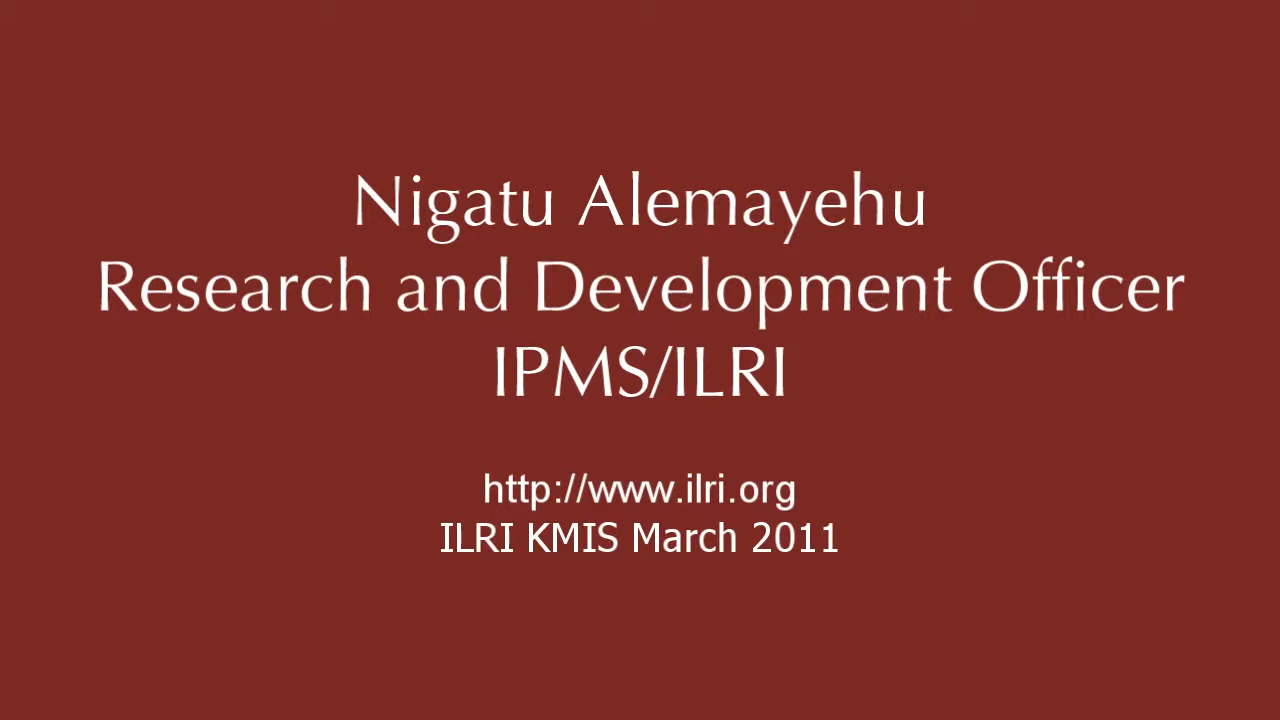 Nigatu Alemayehu
Research and Development Officer
IPMS/ILRI
http://www.ilri.org
ILRI KMIS March 2011